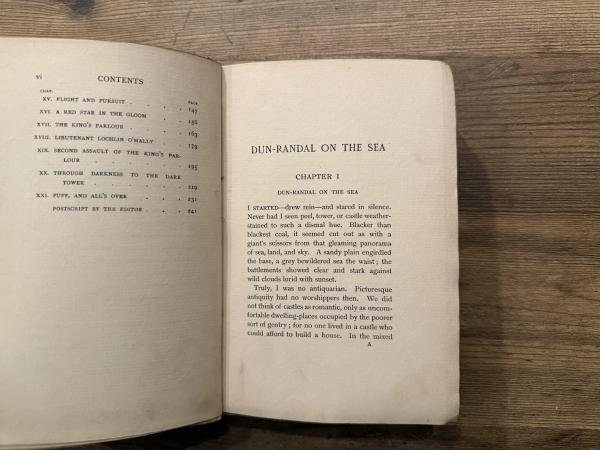 vi CONTENTS
CHAP. PAGE
XV. FLIGHT AND PURSUIT . . . . 147
XVI. A RED STAR IN THE GLOOM . . . 156
XVII. THE KING'S PARLOUR . . . . 163
XVIII. LIEUTENANT LOCHLIN O'MALLY . . . 179
XIX. SECOND ASSAULT OF THE KING'S PAR-
LOUR . . . . . . 195
XX. THROUGH DARKNESS TO THE DARK
TOWER . . . . . . 219
XXI. PUFF, AND ALL'S OVER . . . . 231
POSTSCRIPT BY THE EDITOR . . . 241
DUN-RANDAL ON THE SEA
CHAPTER I
DUN-RANDAL ON THE SEA
I STARTED—drew rein—and stared in silence.
Never had I seen peel, tower, or castle weather-
stained to such a dismal hue. Blacker than
blackest coal, it seemed cut out as with a
giant's scissors from that gleaming panorama
of sea, land, and sky. A sandy plain engirdled
the base, a grey bewildered sea the waist; the
battlements showed clear and stark against
wild clouds lurid with sunset.
Truly, I was no antiquarian. Picturesque
antiquity had no worshippers then. We did
not think of castles as romantic, only as uncom-
fortable dwelling-places occupied by the poorer
sort of gentry; for no one lived in a castle who
could afford to build a house. In the mixed
A